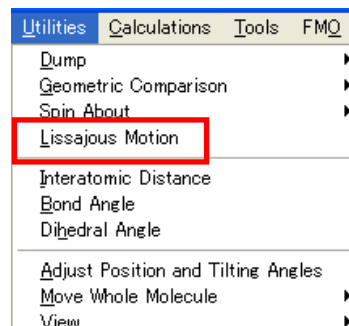 Utilities Calculations Tools FMO
Dump
Geometric Comparison
Spin About
Lissajous Motion
Interatomic Distance
Bond Angle
Dihedral Angle
Adjust Position and Tilting Angles
Move Whole Molecule
View